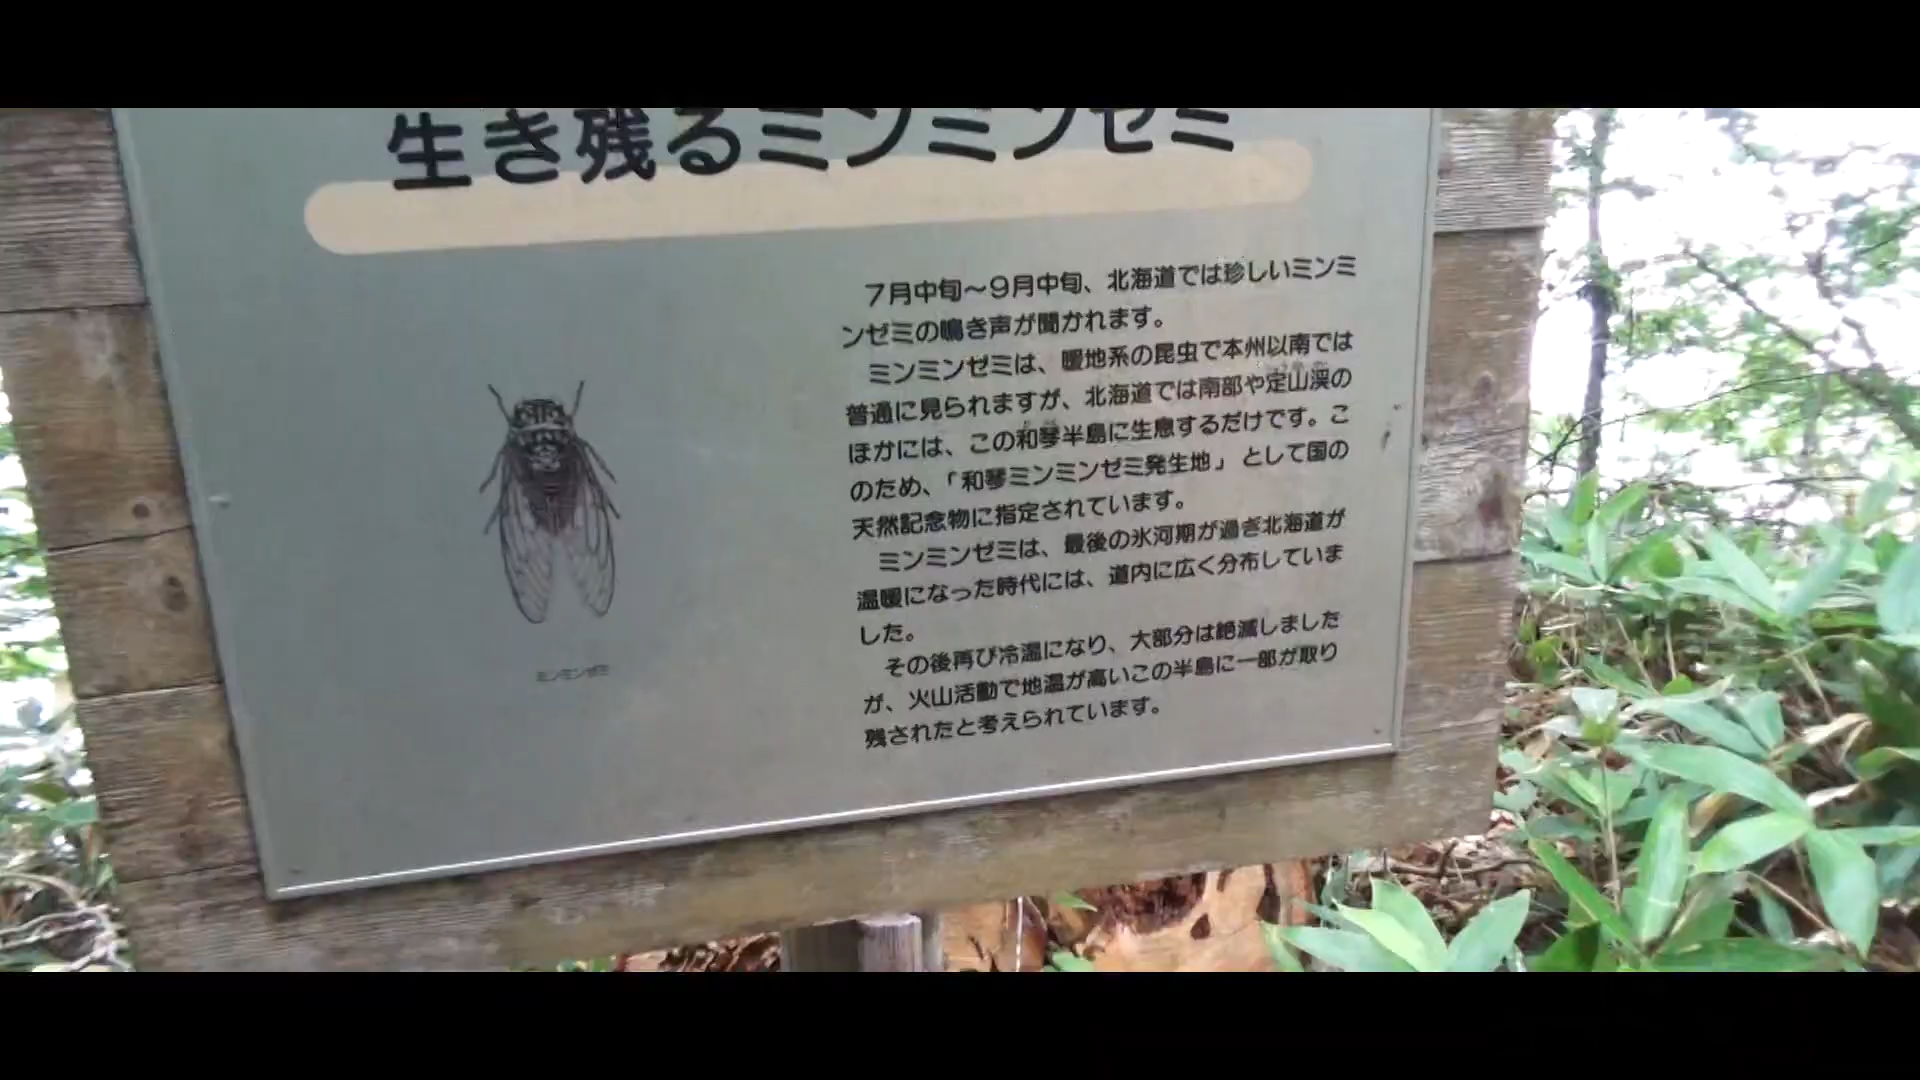 生き残るミンミンゼミ
7月中旬〜9月中旬、北海道では珍しいミンミ
ンゼミの鳴き声が聞かれます。
ミンミンゼミは、暖地系の昆虫で本州以南では
普通に見られますが、北海道では南部や定山渓の
ほかには、この和琴半島に生息するだけです。こ
のため、「和琴ミンミンゼミ発生地」として国の
天然記念物に指定されています。
ミンミンゼミは、最後の氷河期が過ぎ北海道が
温暖になった時代には、道内に広く分布していま
した。
その後再び冷温になり、大部分は絶滅しました
が、火山活動で地温が高いこの半島に一部が取り
残されたと考えられています。
ミンミンゼミ